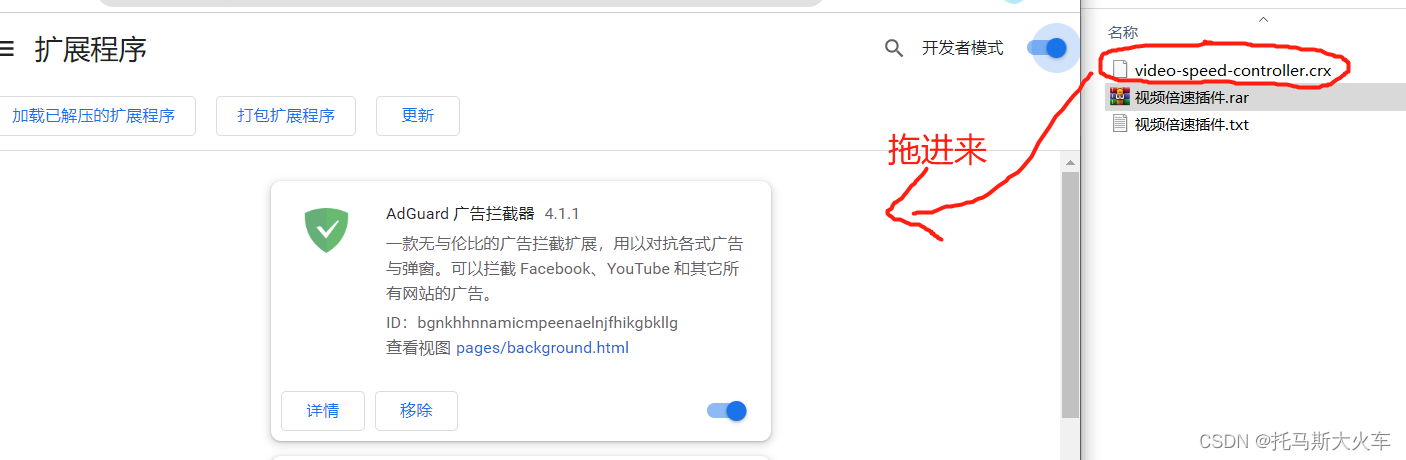 扩展程序
开发者模式
加载已解压的扩展程序
打包扩展程序
更新
AdGuard 广告拦截器 4.1.1
一款无与伦比的广告拦截扩展，用以对抗各式广告
与弹窗。可以拦截 Facebook、YouTube 和其它所
有网站的广告。
ID：bgnkhhnnamicmpeenaelnjfhikgbkllg
查看视图 pages/background.html
详情
移除
拖进来
名称
video-speed-controller.crx
视频倍速插件.rar
视频倍速插件.txt
CSDN @托马斯大火车